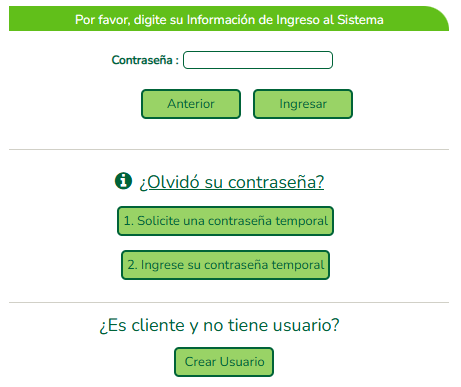 Por favor, digite su Información de Ingreso al Sistema
Contraseña :
Anterior Ingresar
¿Olvidó su contraseña?
1. Solicite una contraseña temporal
2. Ingrese su contraseña temporal
¿Es cliente y no tiene usuario?
Crear Usuario